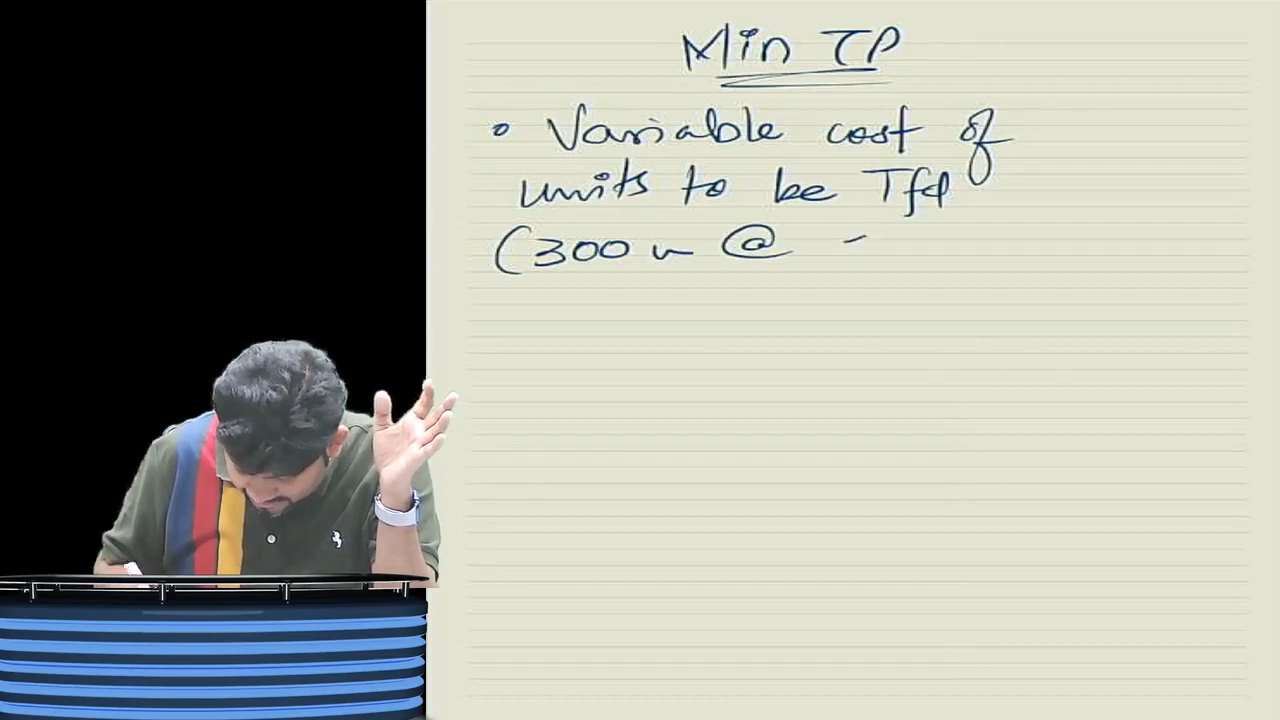 Min TP
• Variable cost of
units to be Tfd
(300 u @ -